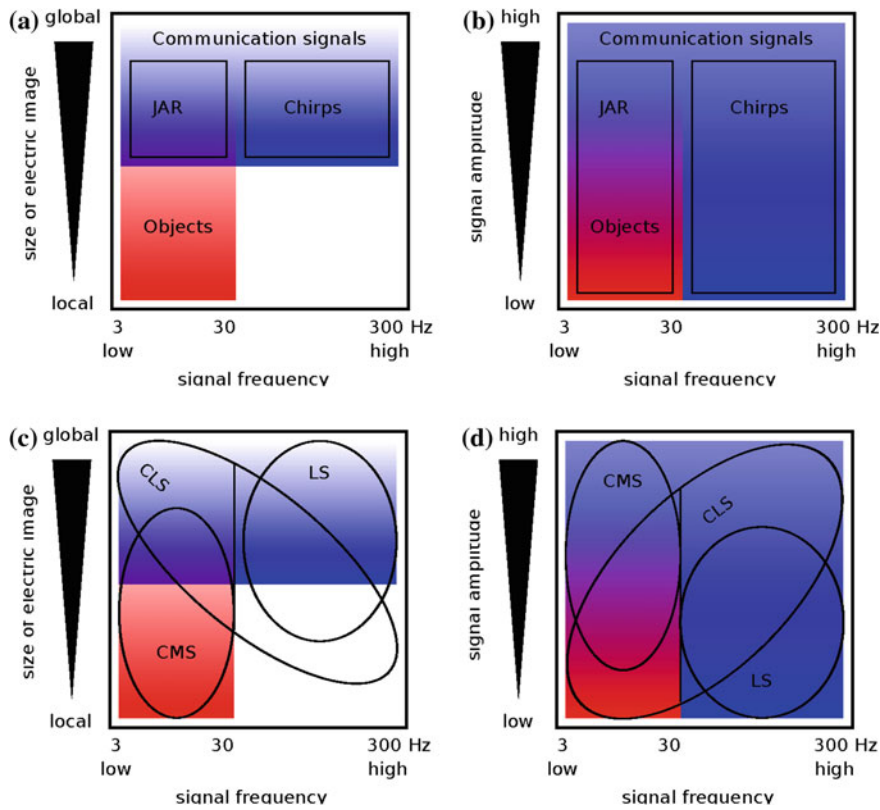 (a) global
Communication signals
JAR Chirps
Objects
size of electric image
local
3 30 300 Hz
low high
signal frequency
(b) high
Communication signals
JAR Chirps
Objects
signal amplitude
low
3 30 300 Hz
low high
signal frequency
(c) global
CLS LS
CMS
size of electric image
local
3 30 300 Hz
low high
signal frequency
(d) high
CMS CLS
LS
signal amplitude
low
3 30 300 Hz
low high
signal frequency